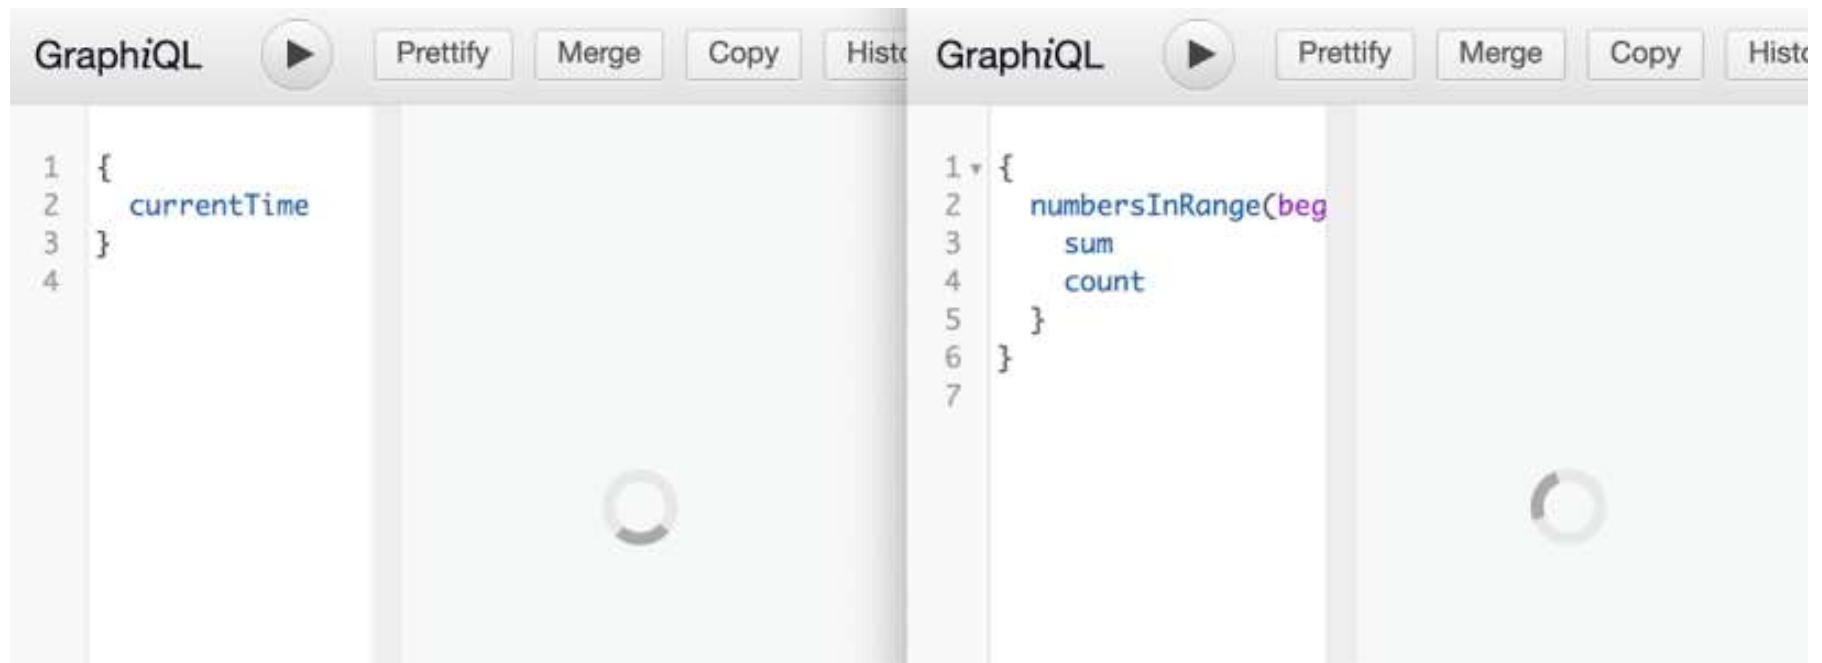 GraphiQL Prettify Merge Copy
1 {
2 currentTime
3 }
4
GraphiQL Prettify Merge Copy
1 {
2 numbersInRange(beg
3 sum
4 count
5 }
6 }
7